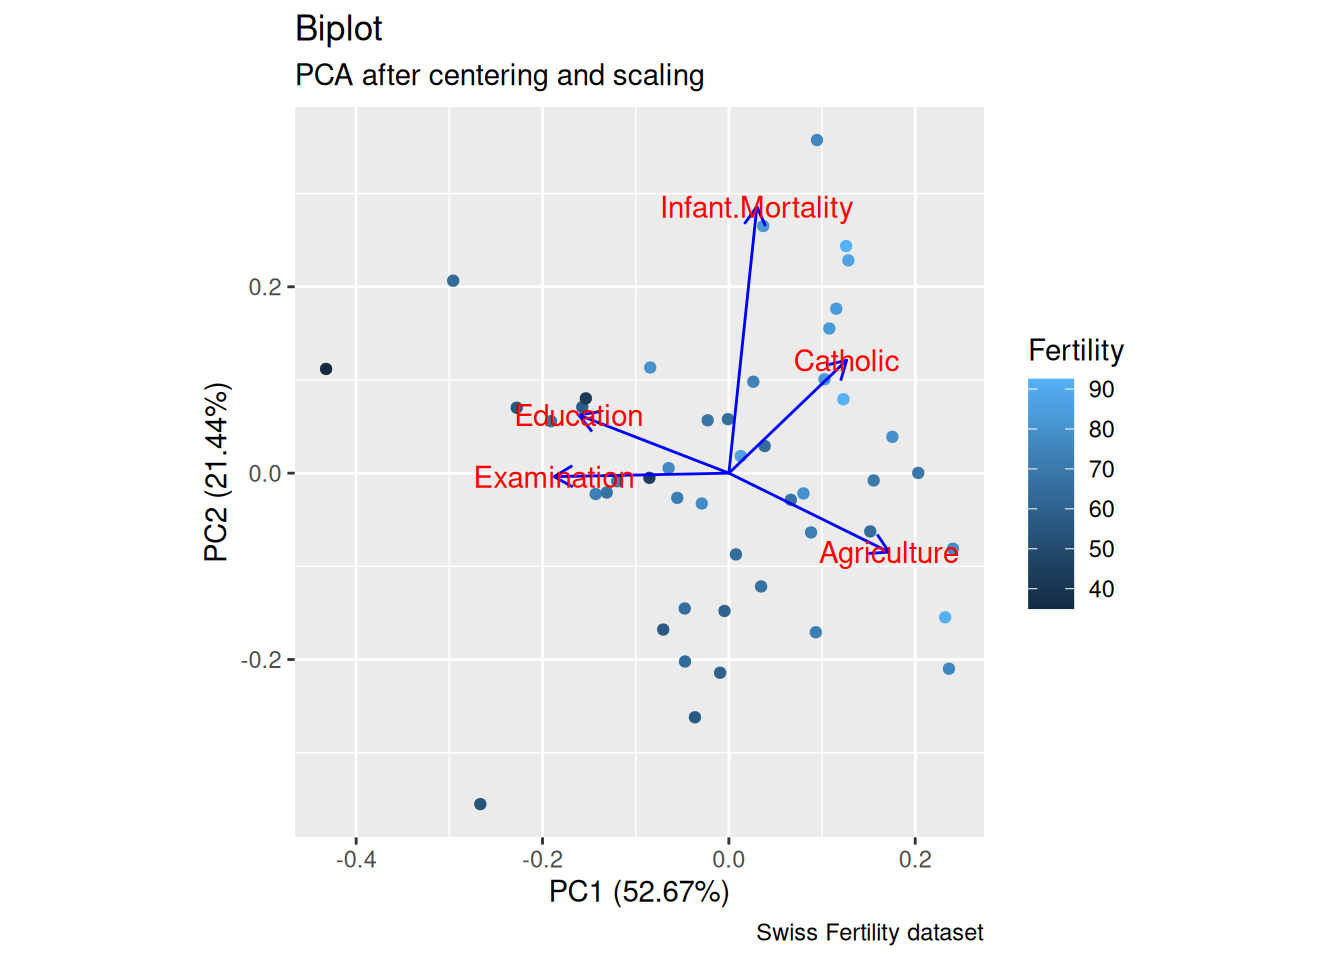 Biplot
PCA after centering and scaling
Infant.Mortality
Catholic
Education
Examination
Agriculture
0.2
0.0
-0.2
PC2 (21.44%)
-0.4
-0.2
0.0
0.2
PC1 (52.67%)
Fertility
90
80
70
60
50
40
Swiss Fertility dataset